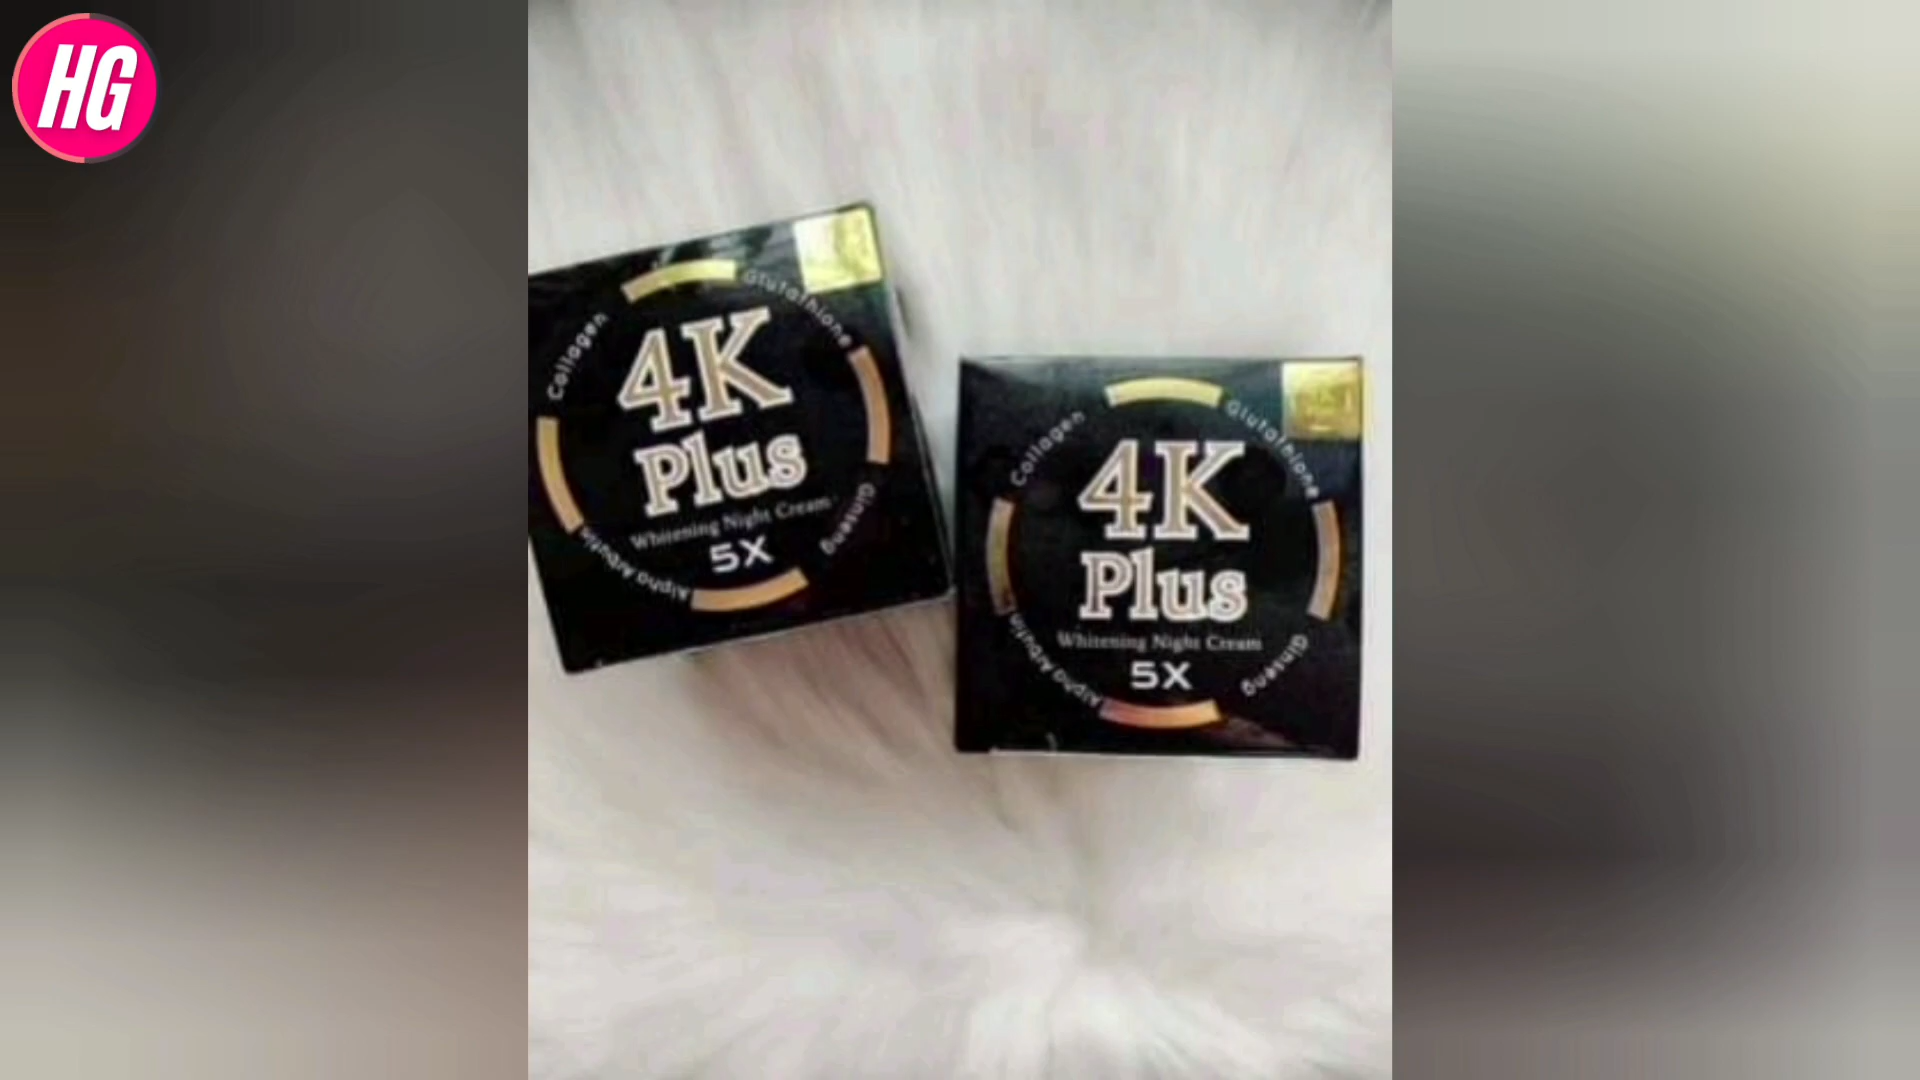 HG
Collagen
Glutathione
4K
Plus
Whitening Night Cream
5X
Ginseng
Alpha Arbutin
Collagen
Glutathione
4K
Plus
Whitening Night Cream
5X
Ginseng
Alpha Arbutin